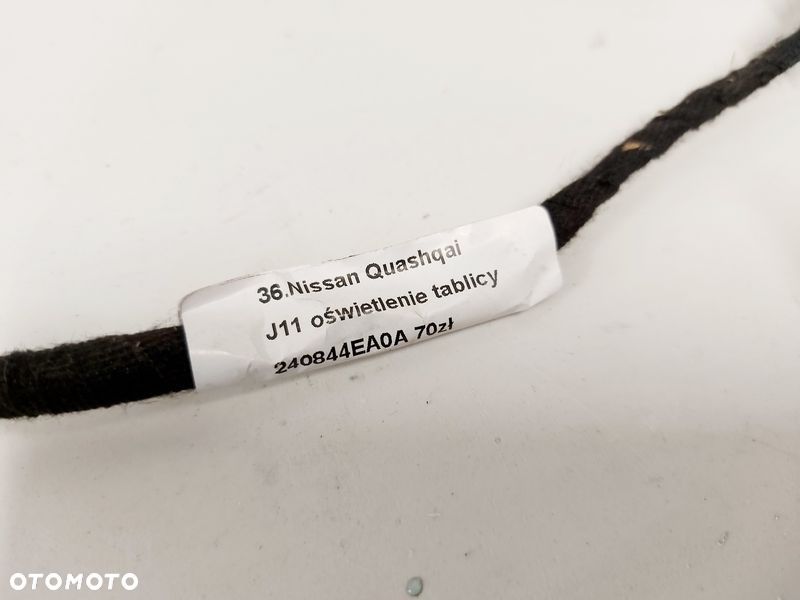 36.Nissan Quashqai
J11 oświetlenie tablicy
240844EA0A 70zł
OTOMOTO